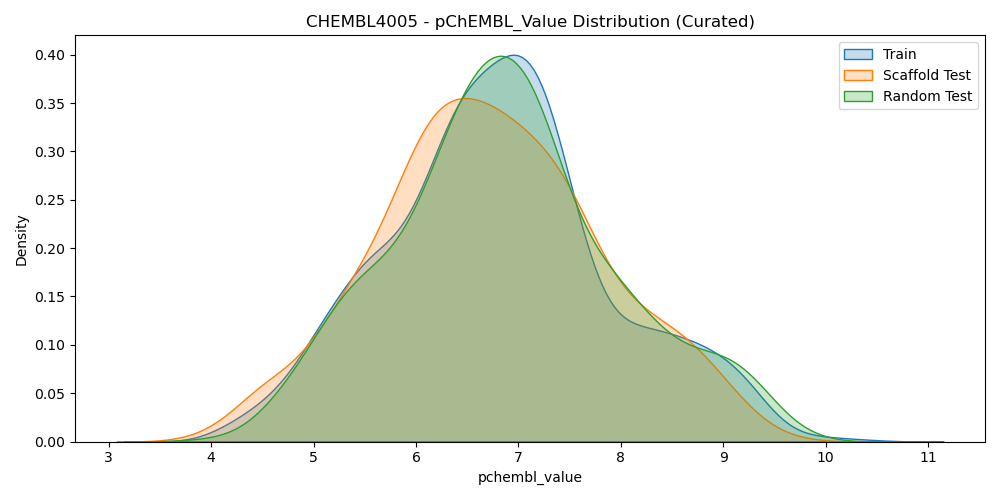 CHEMBL4005 - pChEMBL_Value Distribution (Curated)
Train
Scaffold Test
Random Test
0.40
0.35
0.30
0.25
0.20
0.15
0.10
0.05
0.00
Density
3 4 5 6 7 8 9 10 11
pchembl_value